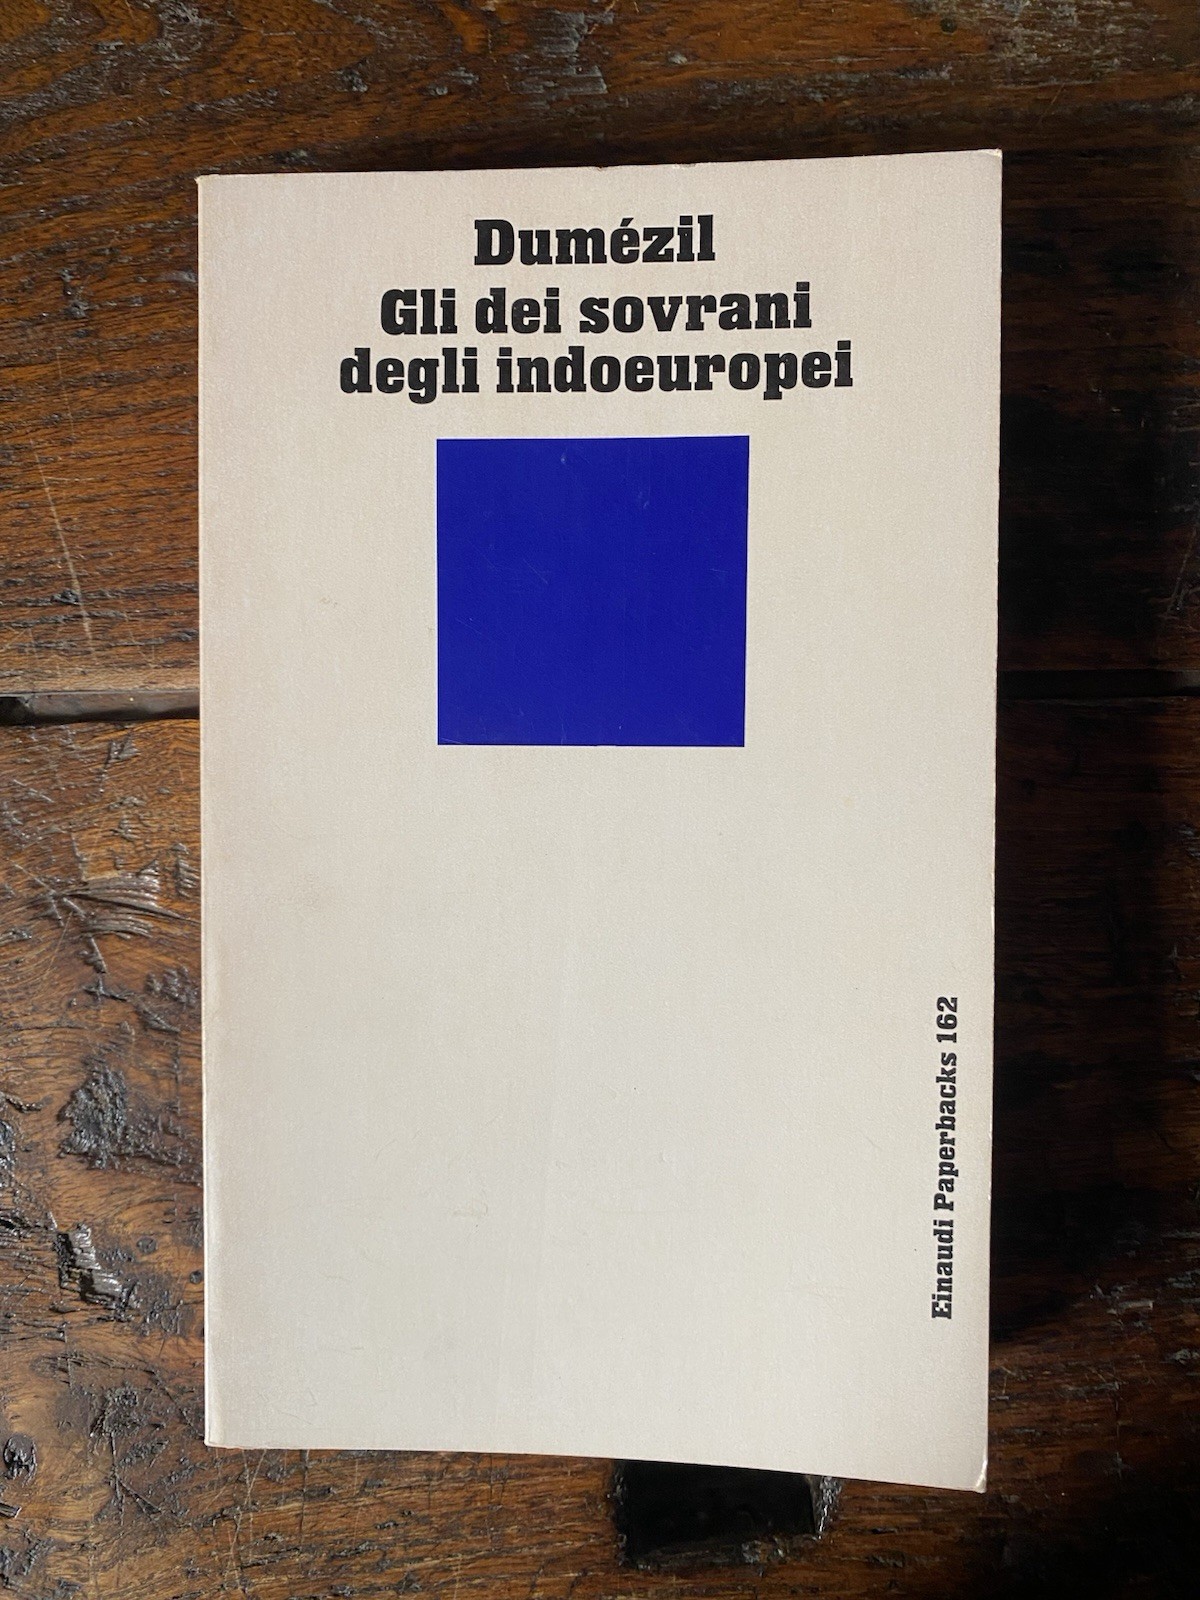 Dumézil
Gli dei sovrani
degli indoeuropei
Einaudi Paperbacks 162